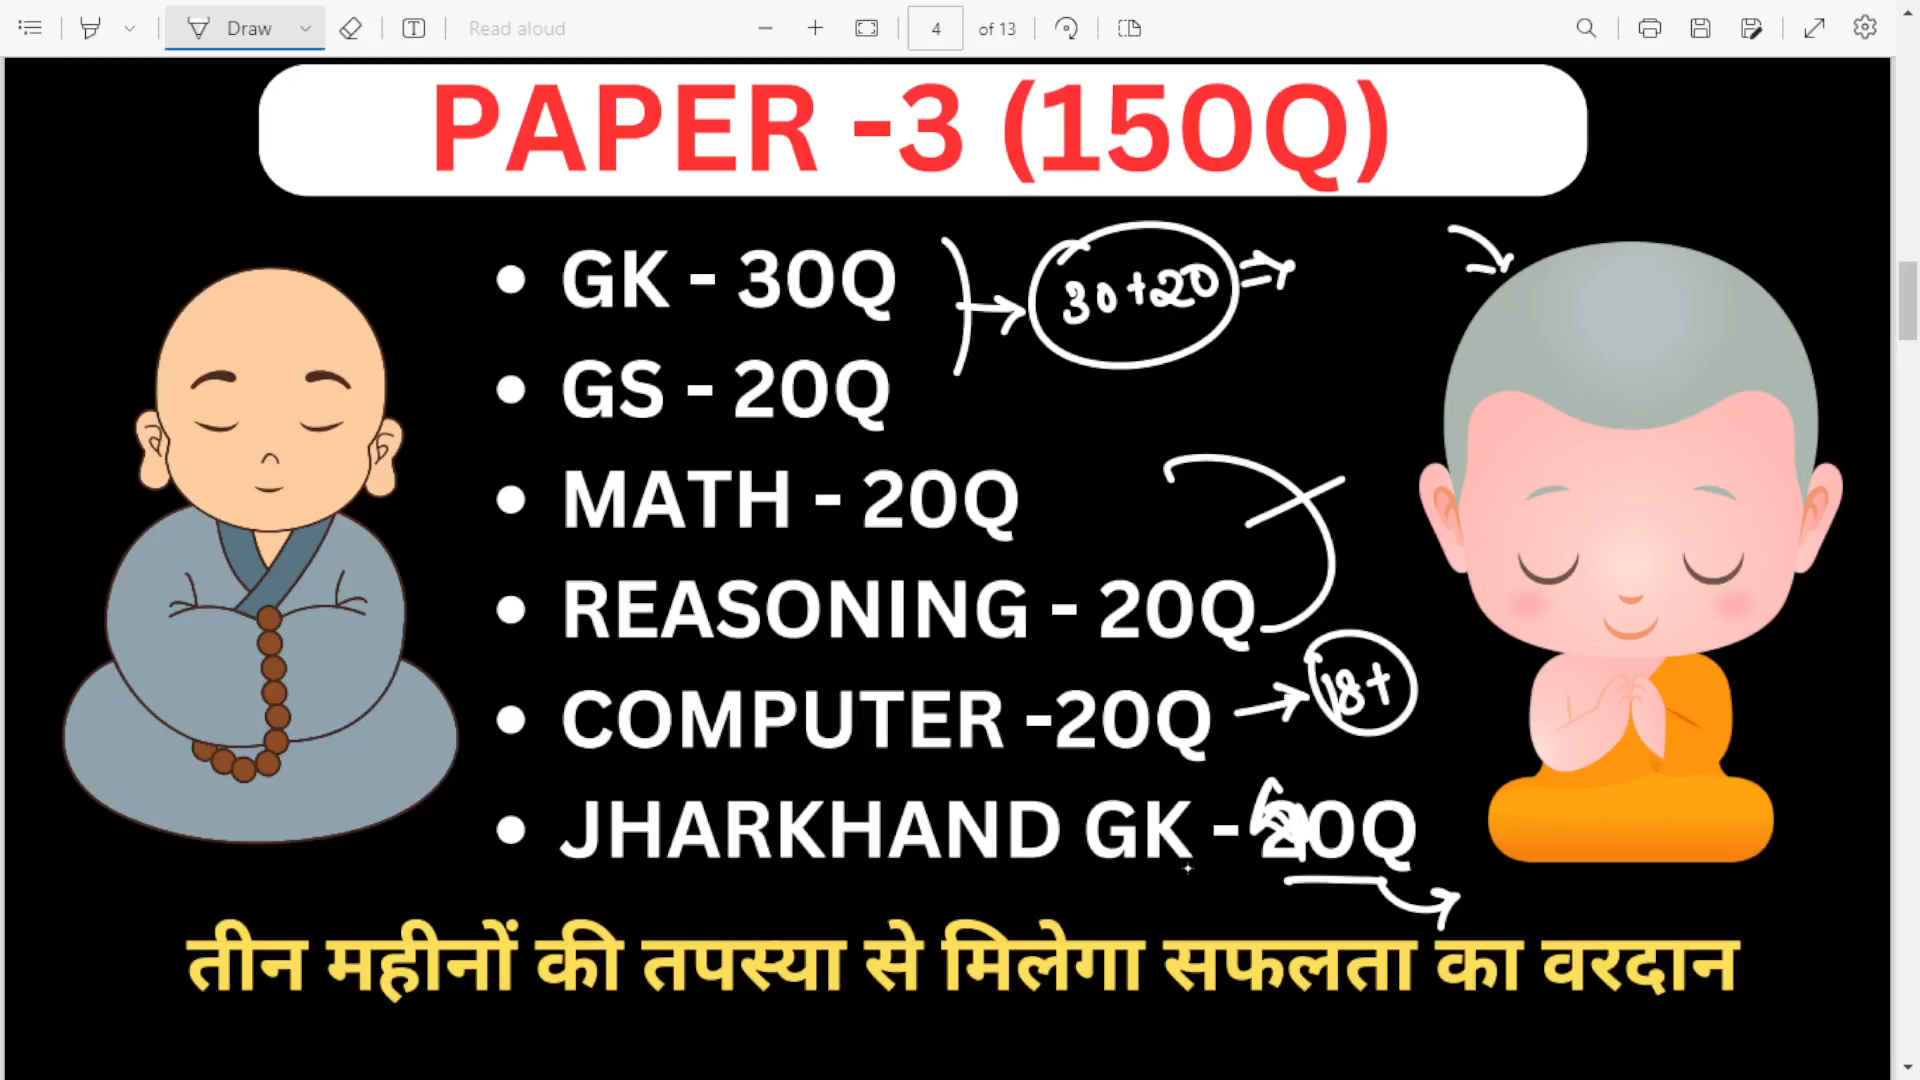 Draw
Read aloud
4 of 13
PAPER -3 (150Q)
• GK - 30Q
30+20
• GS - 20Q
• MATH - 20Q
• REASONING - 20Q
• COMPUTER -20Q
18+
• JHARKHAND GK - 20Q
तीन महीनों की तपस्या से मिलेगा सफलता का वरदान